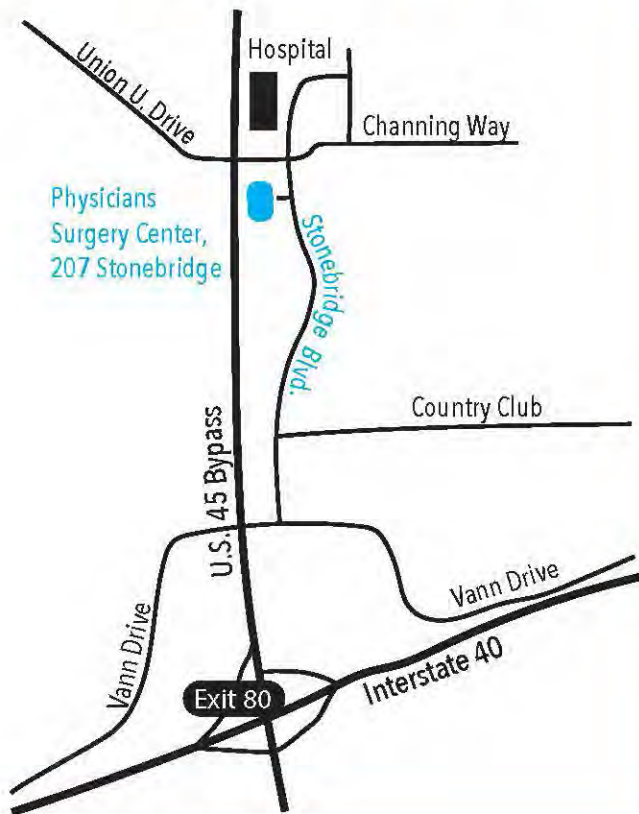 Hospital
Union U. Drive
Channing Way
Physicians
Surgery Center,
207 Stonebridge
Stonebridge Blvd.
Country Club
U.S. 45 Bypass
Vann Drive
Vann Drive
Interstate 40
Exit 80